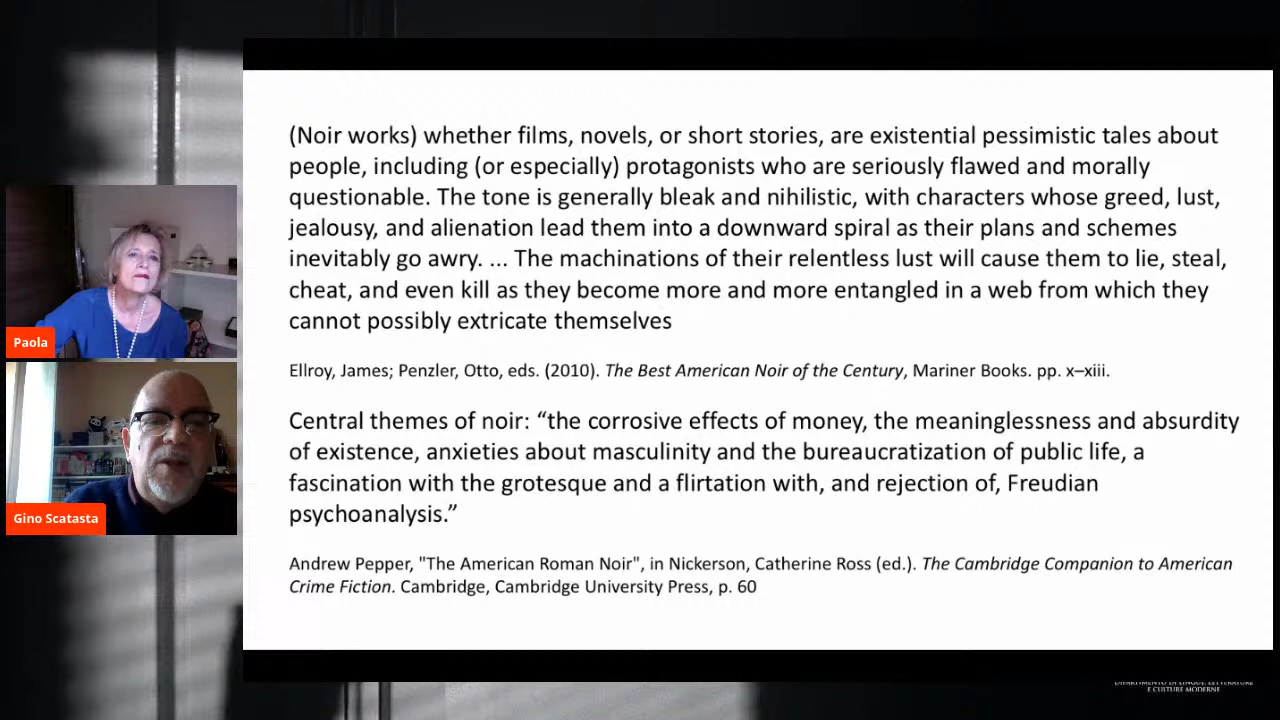 (Noir works) whether films, novels, or short stories, are existential pessimistic tales about
people, including (or especially) protagonists who are seriously flawed and morally
questionable. The tone is generally bleak and nihilistic, with characters whose greed, lust,
jealousy, and alienation lead them into a downward spiral as their plans and schemes
inevitably go awry. ... The machinations of their relentless lust will cause them to lie, steal,
cheat, and even kill as they become more and more entangled in a web from which they
cannot possibly extricate themselves
Ellroy, James; Penzler, Otto, eds. (2010). The Best American Noir of the Century, Mariner Books. pp. x–xiii.
Central themes of noir: “the corrosive effects of money, the meaninglessness and absurdity
of existence, anxieties about masculinity and the bureaucratization of public life, a
fascination with the grotesque and a flirtation with, and rejection of, Freudian
psychoanalysis.”
Andrew Pepper, "The American Roman Noir", in Nickerson, Catherine Ross (ed.). The Cambridge Companion to American
Crime Fiction. Cambridge, Cambridge University Press, p. 60
Paola
Gino Scatasta
DIPARTIMENTO DI LINGUE, LETTERATURE
E CULTURE MODERNE